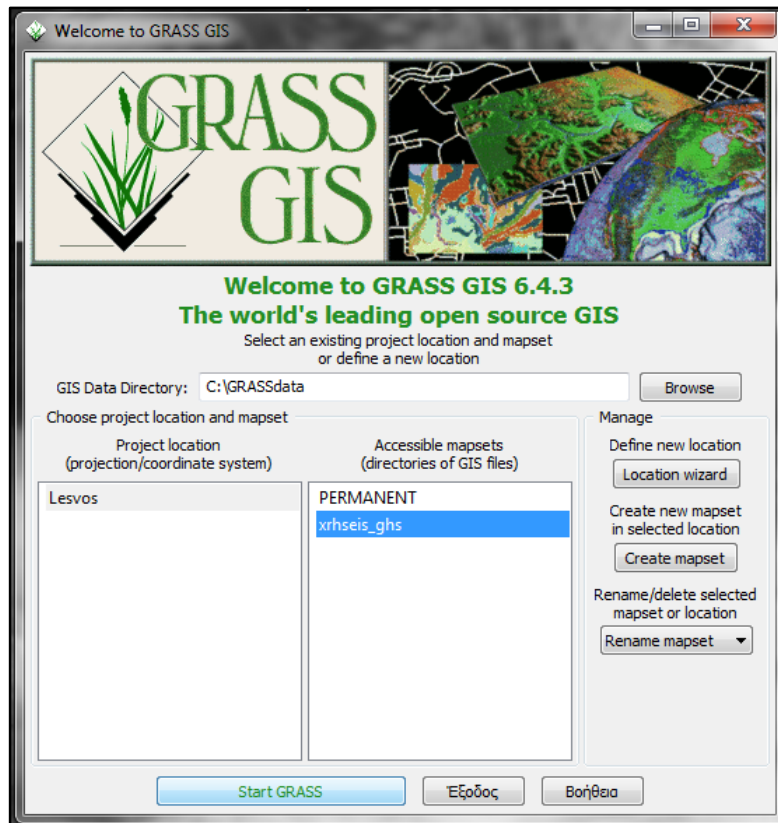 Welcome to GRASS GIS
GRASS
GIS
Welcome to GRASS GIS 6.4.3
The world's leading open source GIS
Select an existing project location and mapset
or define a new location
GIS Data Directory: C:\GRASSdata Browse
Choose project location and mapset
Project location
(projection/coordinate system)
Lesvos
Accessible mapsets
(directories of GIS files)
PERMANENT
xrhseis_ghs
Manage
Define new location
Location wizard
Create new mapset
in selected location
Create mapset
Rename/delete selected
mapset or location
Rename mapset
Start GRASS Έξοδος Βοήθεια